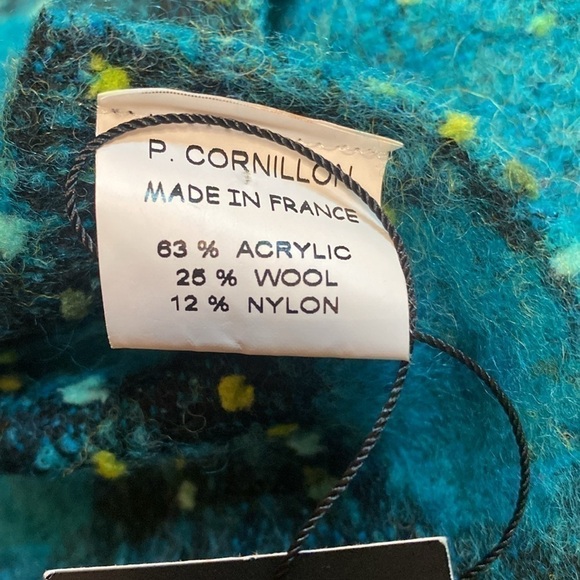 P. CORNILLON
MADE IN FRANCE
63 % ACRYLIC
25 % WOOL
12 % NYLON